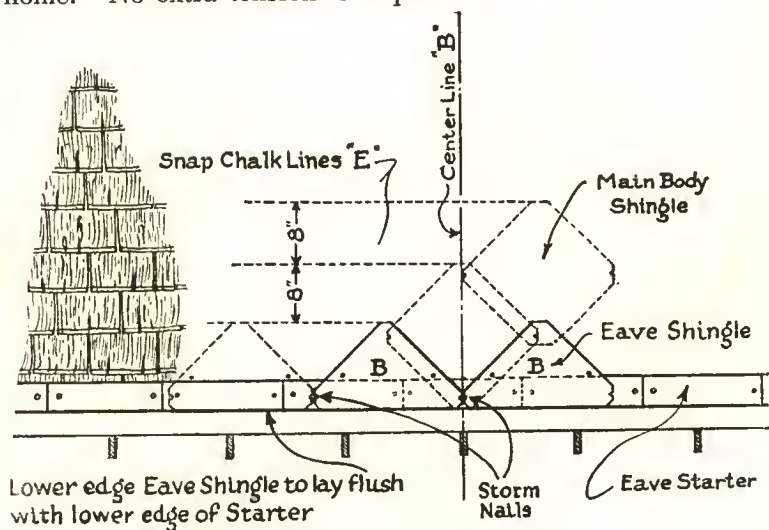 home. No extra tension
Center Line "B"
Snap Chalk Lines "E"
Main Body
Shingle
8"
8"
Eave Shingle
B
B
Lower edge Eave Shingle to lay flush
with lower edge of Starter
Storm
Nails
Eave Starter